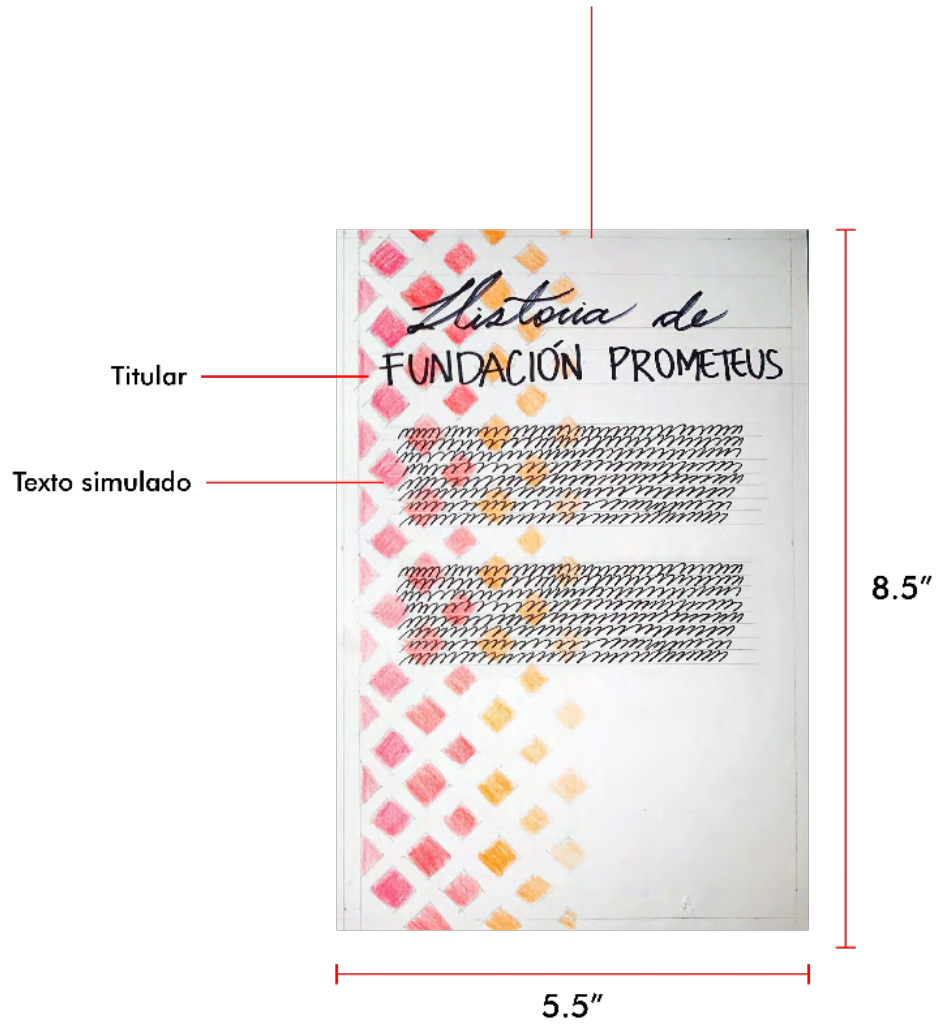 Historia de
FUNDACIÓN PROMETEUS
Titular
Texto simulado
8.5"
5.5"